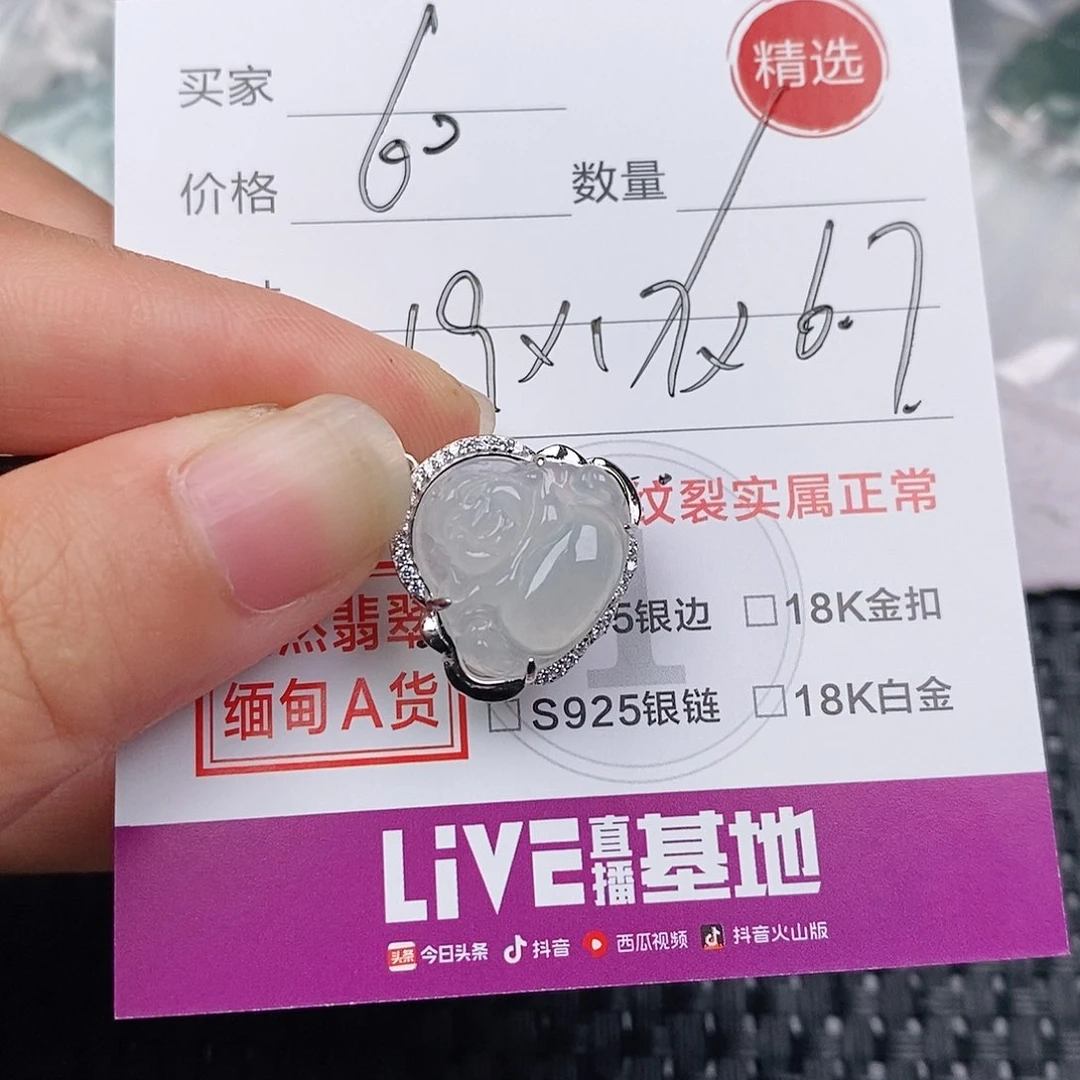 精选
买家
价格 60 数量
19×17×6.7
纹裂实属正常
翡翠
5银边 □18K金扣
缅甸A货
□S925银链 □18K白金
LiVE直播基地
头条 今日头条 抖音 西瓜视频 抖音火山版